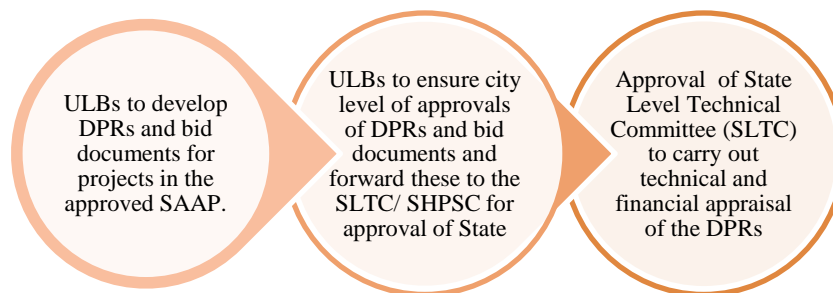 ULBs to develop
DPRs and bid
documents for
projects in the
approved SAAP.
ULBs to ensure city
level of approvals
of DPRs and bid
documents and
forward these to the
SLTC/ SHPSC for
approval of State
Approval of State
Level Technical
Committee (SLTC)
to carry out
technical and
financial appraisal
of the DPRs